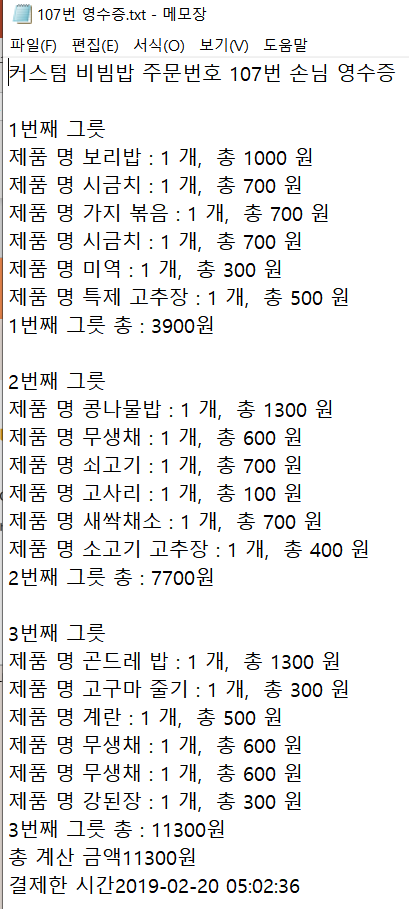 107번 영수증.txt - 메모장
파일(F) 편집(E) 서식(O) 보기(V) 도움말
커스텀 비빔밥 주문번호 107번 손님 영수증
1번째 그릇
제품 명 보리밥 : 1 개, 총 1000 원
제품 명 시금치 : 1 개, 총 700 원
제품 명 가지 볶음 : 1 개, 총 700 원
제품 명 시금치 : 1 개, 총 700 원
제품 명 미역 : 1 개, 총 300 원
제품 명 특제 고추장 : 1 개, 총 500 원
1번째 그릇 총 : 3900원
2번째 그릇
제품 명 콩나물밥 : 1 개, 총 1300 원
제품 명 무생채 : 1 개, 총 600 원
제품 명 쇠고기 : 1 개, 총 700 원
제품 명 고사리 : 1 개, 총 100 원
제품 명 새싹채소 : 1 개, 총 700 원
제품 명 소고기 고추장 : 1 개, 총 400 원
2번째 그릇 총 : 7700원
3번째 그릇
제품 명 곤드레 밥 : 1 개, 총 1300 원
제품 명 고구마 줄기 : 1 개, 총 300 원
제품 명 계란 : 1 개, 총 500 원
제품 명 무생채 : 1 개, 총 600 원
제품 명 무생채 : 1 개, 총 600 원
제품 명 강된장 : 1 개, 총 300 원
3번째 그릇 총 : 11300원
총 계산 금액11300원
결제한 시간2019-02-20 05:02:36